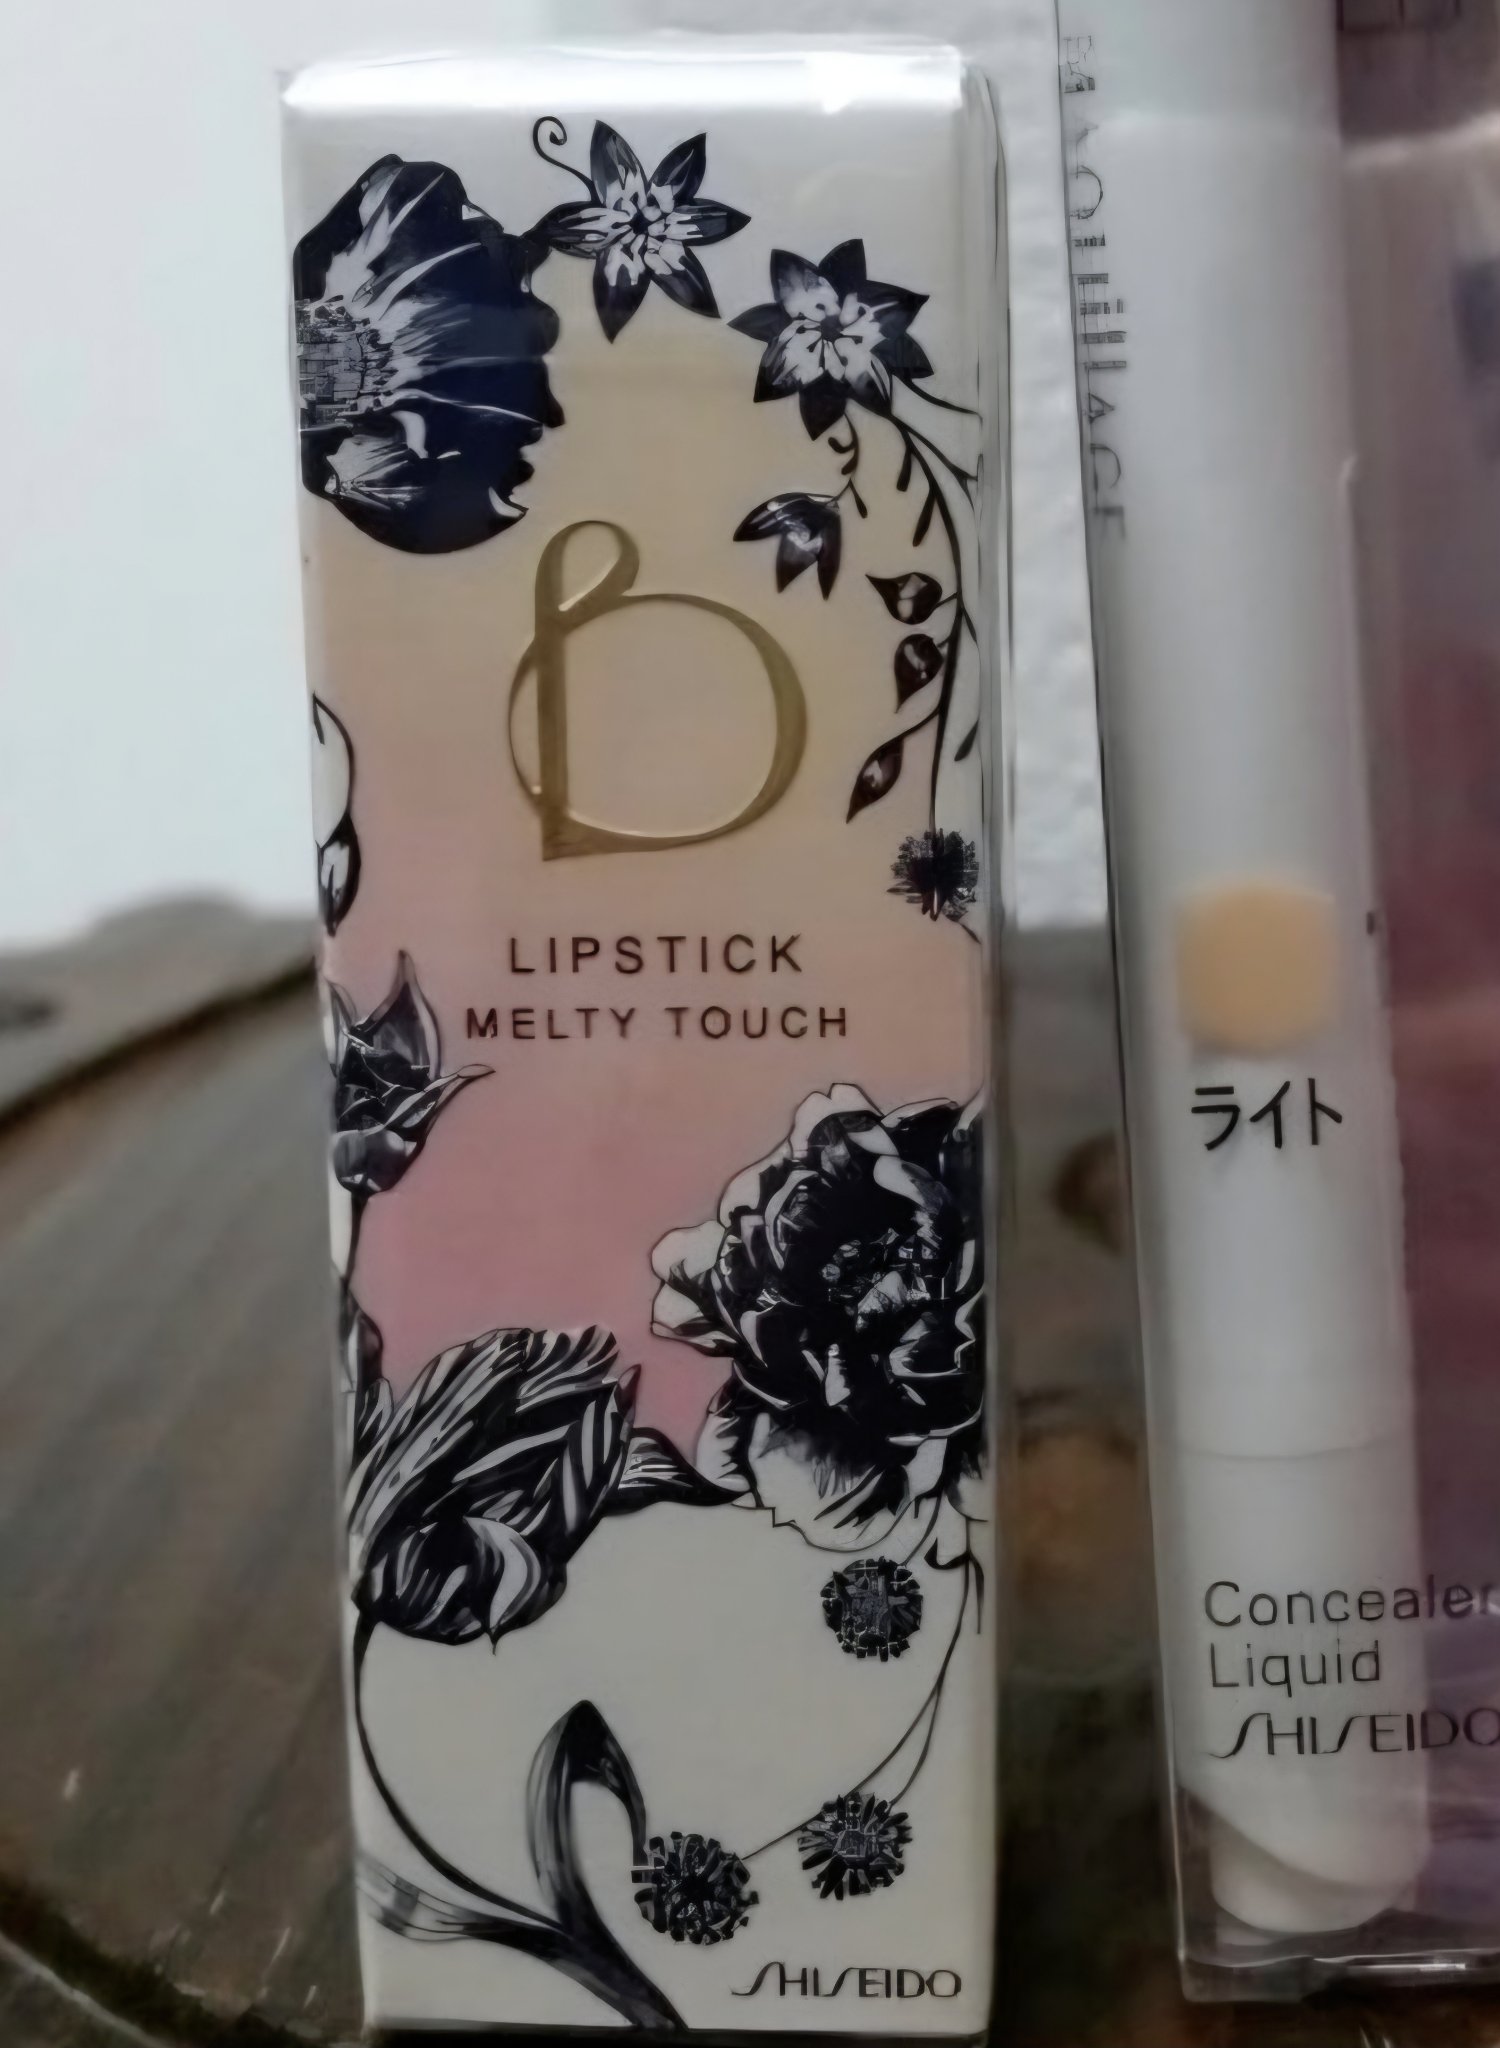 B
LIPSTICK
MELTY TOUCH
SHISEIDO
ライト
Concealer
Liquid
SHISEIDO